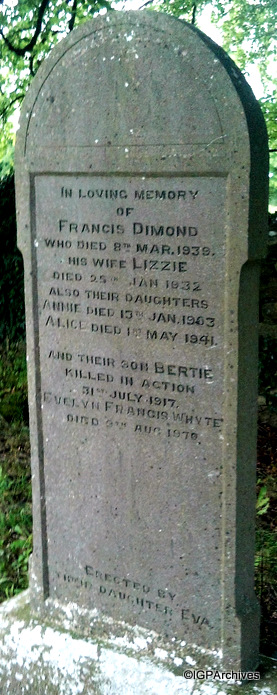 In loving memory
of
Francis Dimond
who died 8th Mar. 1939.
his wife Lizzie
died 25th Jan 1932
also their daughters
Annie died 13th Jan. 1903
Alice died 1st May 1941.
and their son Bertie
killed in action
31st July 1917.
Evelyn Francis Whyte
died Aug 1970.
Erected by
their daughter Eva
©IGPArchives